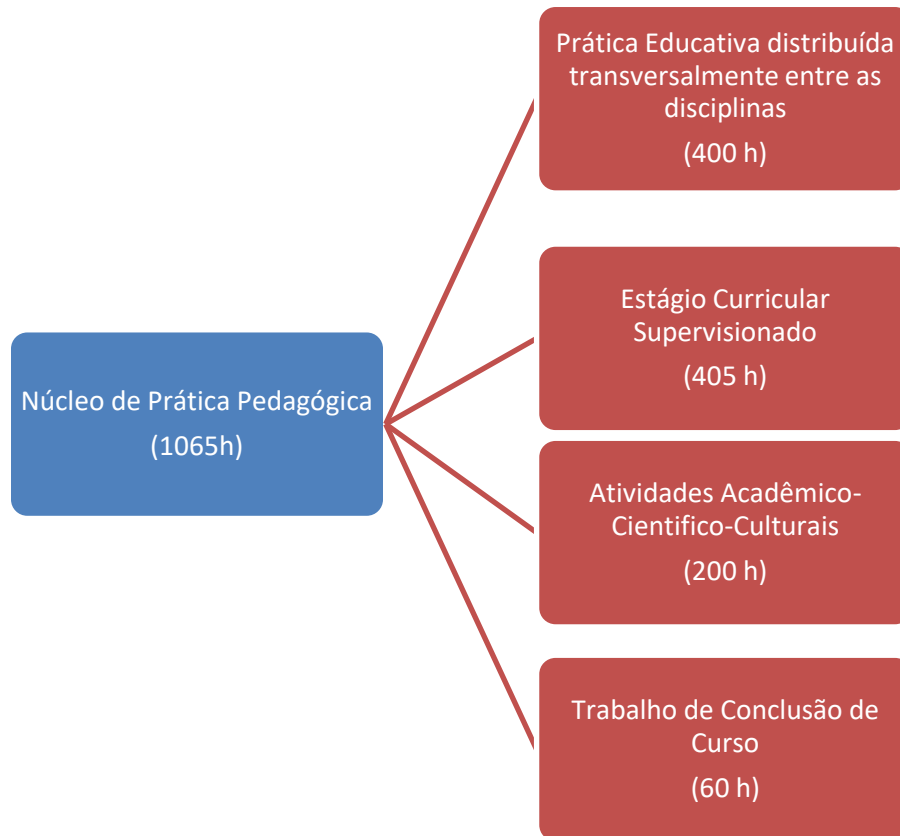 Núcleo de Prática Pedagógica
(1065h)
Prática Educativa distribuída
transversalmente entre as
disciplinas
(400 h)
Estágio Curricular
Supervisionado
(405 h)
Atividades Acadêmico-
Cientifico-Culturais
(200 h)
Trabalho de Conclusão de
Curso
(60 h)